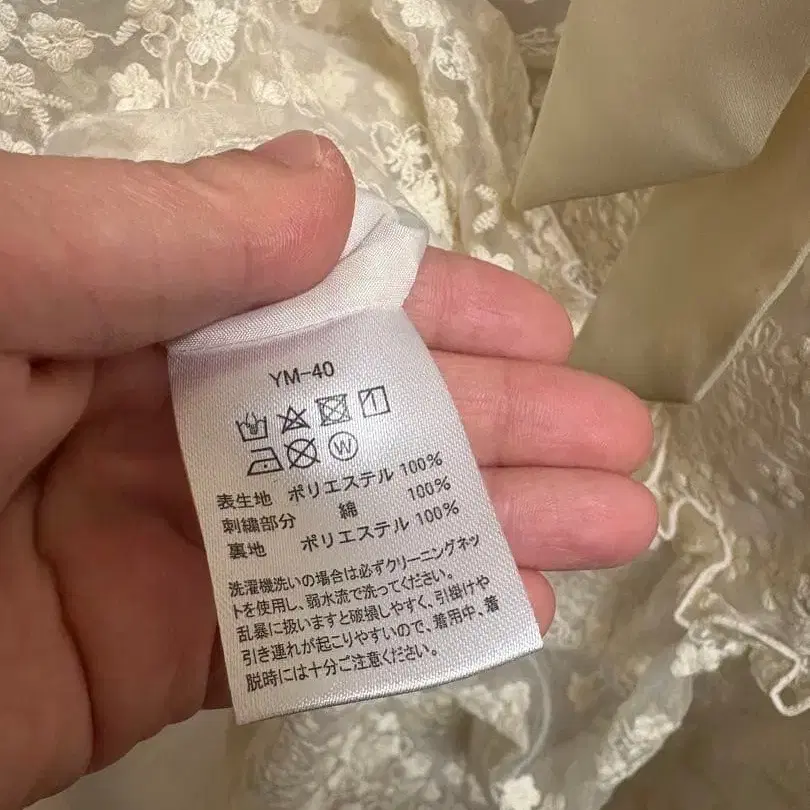 YM-40
W
表生地 ポリエステル 100%
刺繍部分 綿 100%
裏地 ポリエステル 100%
洗濯機洗いの場合は必ずクリーニングネッ
トを使用し、弱水流で洗ってください。
乱暴に扱いますと破損しやすく、引掛けや
引き連れが起こりやすいので、着用中、着
脱時には十分ご注意ください。